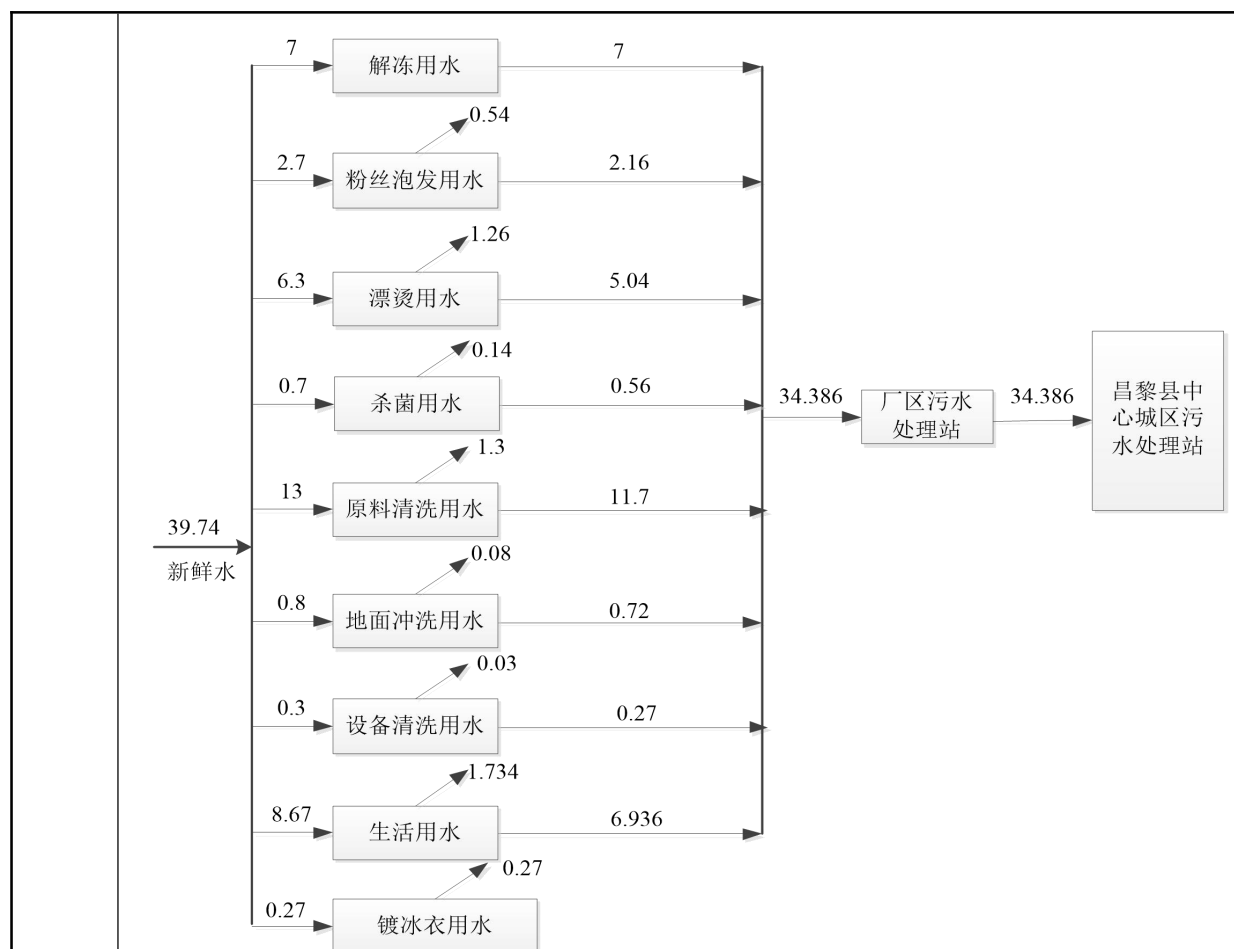 7
解冻用水
7
0.54
2.7
粉丝泡发用水
2.16
1.26
6.3
漂烫用水
5.04
0.14
0.7
杀菌用水
0.56
34.386
厂区污水
处理站
34.386
昌黎县中
心城区污
水处理站
1.3
13
原料清洗用水
11.7
39.74
新鲜水
0.08
0.8
地面冲洗用水
0.72
0.03
0.3
设备清洗用水
0.27
1.734
8.67
生活用水
6.936
0.27
0.27
镀冰衣用水